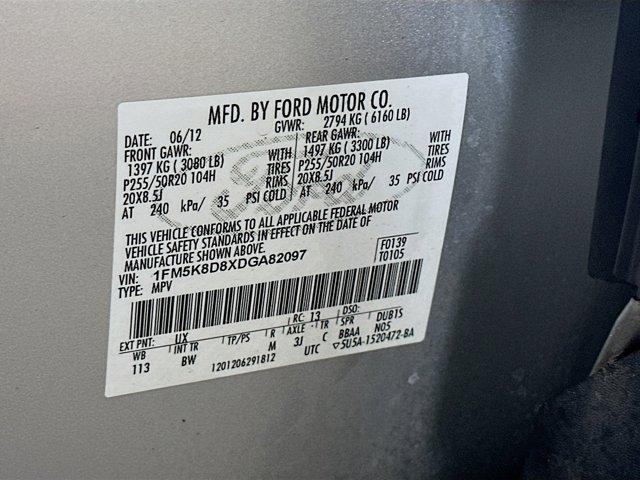 MFD. BY FORD MOTOR CO.
DATE: 06/12 GVWR: 2794 KG ( 6160 LB)
FRONT GAWR: REAR GAWR:
1397 KG ( 3080 LB) WITH 1497 KG ( 3300 LB) WITH
P255/50R20 104H TIRES P255/50R20 104H TIRES
20X8.5J RIMS 20X8.5J RIMS
AT 240 kPa/ 35 PSI COLD AT 240 kPa/ 35 PSI COLD
THIS VEHICLE CONFORMS TO ALL APPLICABLE FEDERAL MOTOR
VEHICLE SAFETY STANDARDS IN EFFECT ON THE DATE OF
MANUFACTURE SHOWN ABOVE.
VIN: 1FM5K8D8XDGA82097 F0139
TYPE: MPV T0105
EXT PNT: UX RC: 13 DSO:
WB INT TR TP/PS R AXLE TR SPR DUBTS
113 BW M 3J C BBAA N05
1201206291812 UTC ▽5U5A-1520472-BA